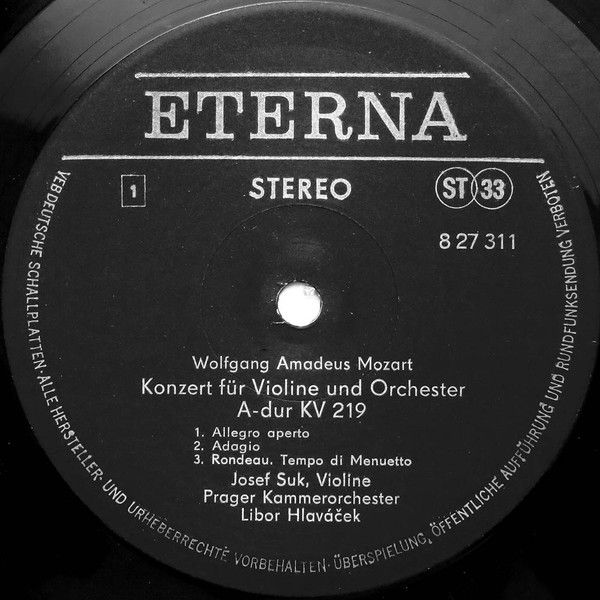 ETERNA
1
STEREO
ST 33
8 27 311
Wolfgang Amadeus Mozart
Konzert für Violine und Orchester
A-dur KV 219
1. Allegro aperto
2. Adagio
3. Rondeau. Tempo di Menuetto
Josef Suk, Violine
Prager Kammerorchester
Libor Hlaváček
VEB DEUTSCHE SCHALLPLATTEN · ALLE HERSTELLER- UND URHEBERRECHTE VORBEHALTEN · ÜBERSPIELUNG, ÖFFENTLICHE AUFFÜHRUNG UND RUNDFUNKSENDUNG VERBOTEN